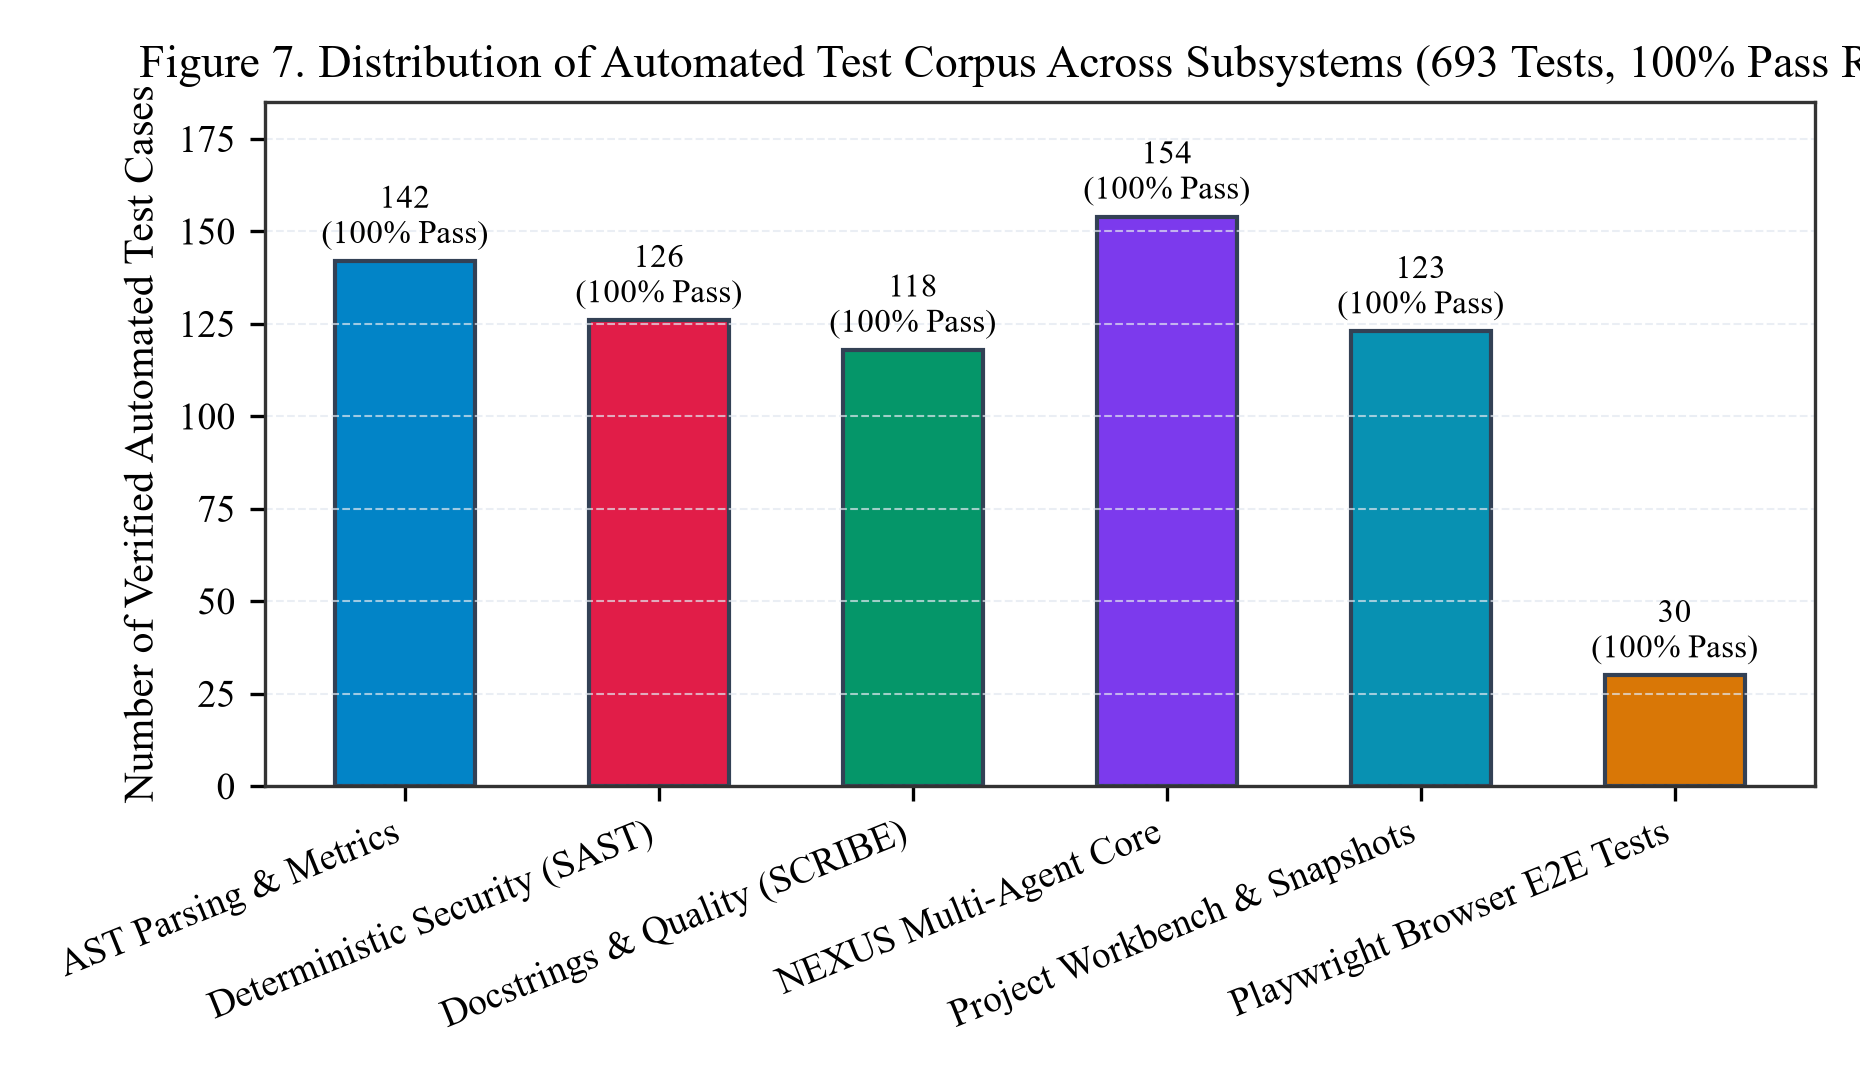 Figure 7. Distribution of Automated Test Corpus Across Subsystems (693 Tests, 100% Pass R
Number of Verified Automated Test Cases
175
150
125
100
75
50
25
0
142
(100% Pass)
126
(100% Pass)
118
(100% Pass)
154
(100% Pass)
123
(100% Pass)
30
(100% Pass)
AST Parsing & Metrics
Deterministic Security (SAST)
Docstrings & Quality (SCRIBE)
NEXUS Multi-Agent Core
Project Workbench & Snapshots
Playwright Browser E2E Tests